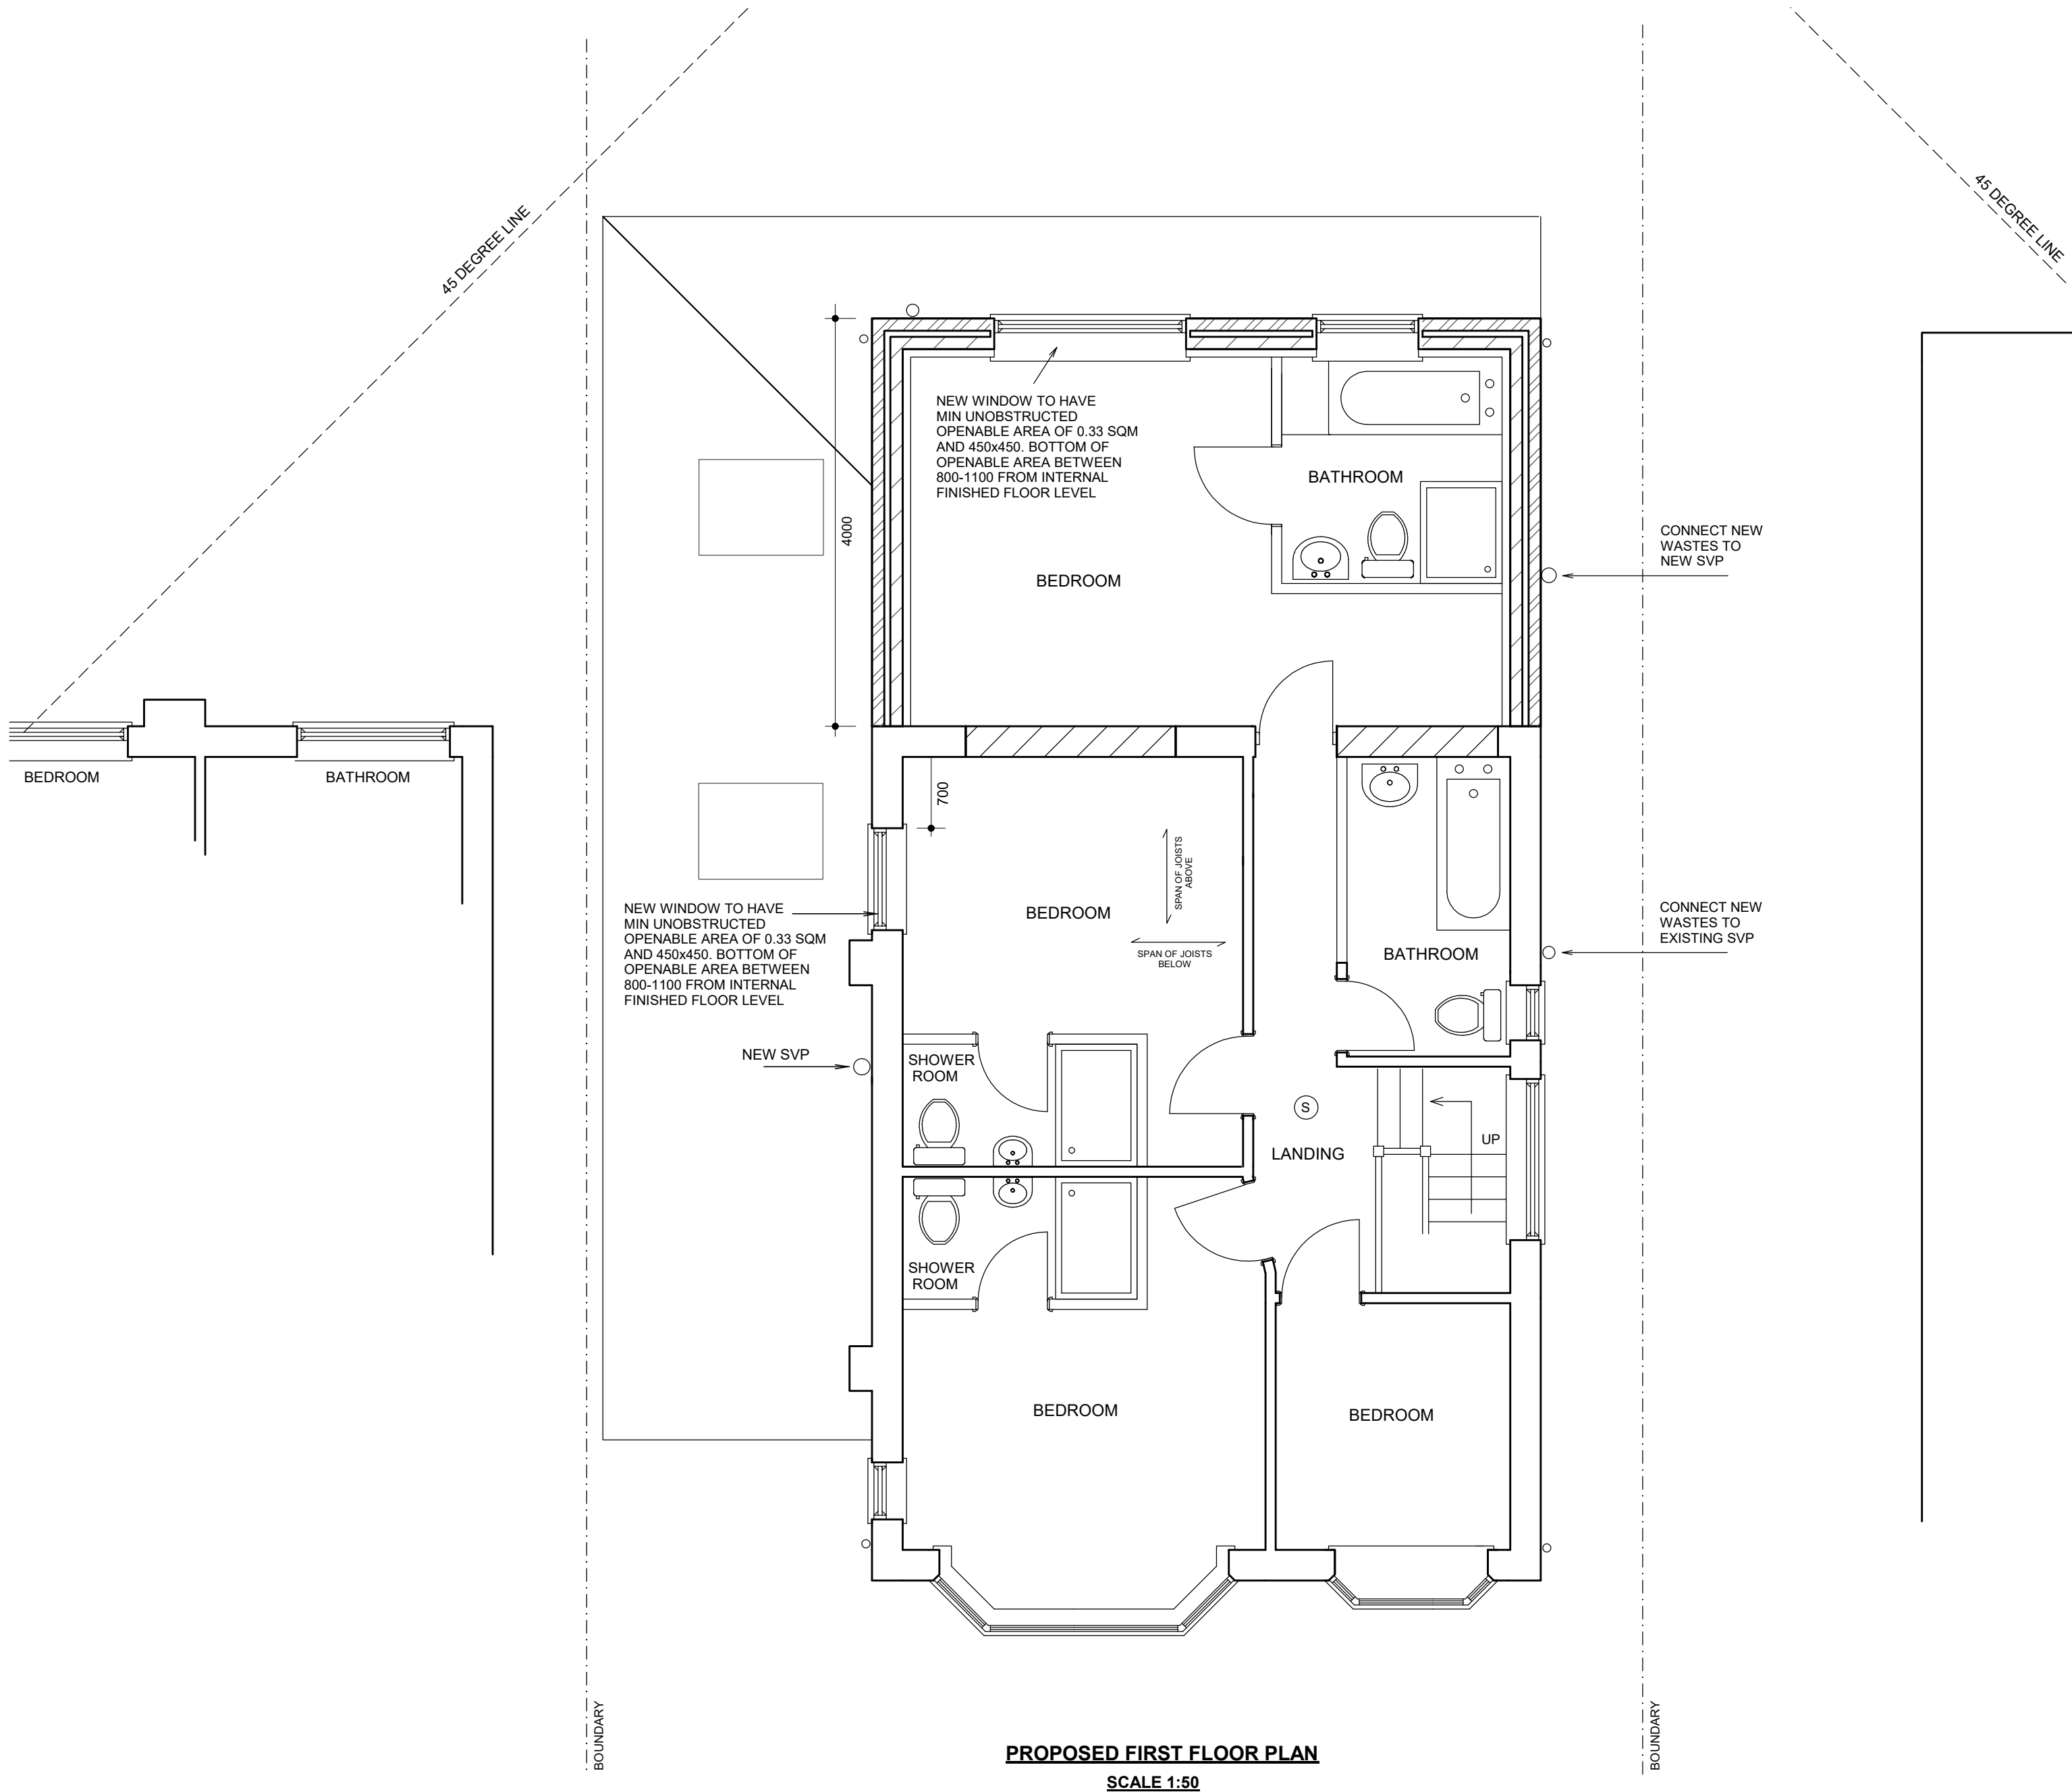 45 DEGREE LINE
45 DEGREE LINE
NEW WINDOW TO HAVE
MIN UNOBSTRUCTED
OPENABLE AREA OF 0.33 SQM
AND 450x450. BOTTOM OF
OPENABLE AREA BETWEEN
800-1100 FROM INTERNAL
FINISHED FLOOR LEVEL
BATHROOM
4000
CONNECT NEW
WASTES TO
NEW SVP
BEDROOM
BEDROOM
BATHROOM
700
SPAN OF JOISTS
ABOVE
NEW WINDOW TO HAVE
MIN UNOBSTRUCTED
OPENABLE AREA OF 0.33 SQM
AND 450x450. BOTTOM OF
OPENABLE AREA BETWEEN
800-1100 FROM INTERNAL
FINISHED FLOOR LEVEL
BEDROOM
SPAN OF JOISTS
BELOW
BATHROOM
CONNECT NEW
WASTES TO
EXISTING SVP
NEW SVP
SHOWER
ROOM
S
LANDING
UP
SHOWER
ROOM
BEDROOM
BEDROOM
BOUNDARY
BOUNDARY
PROPOSED FIRST FLOOR PLAN
SCALE 1:50